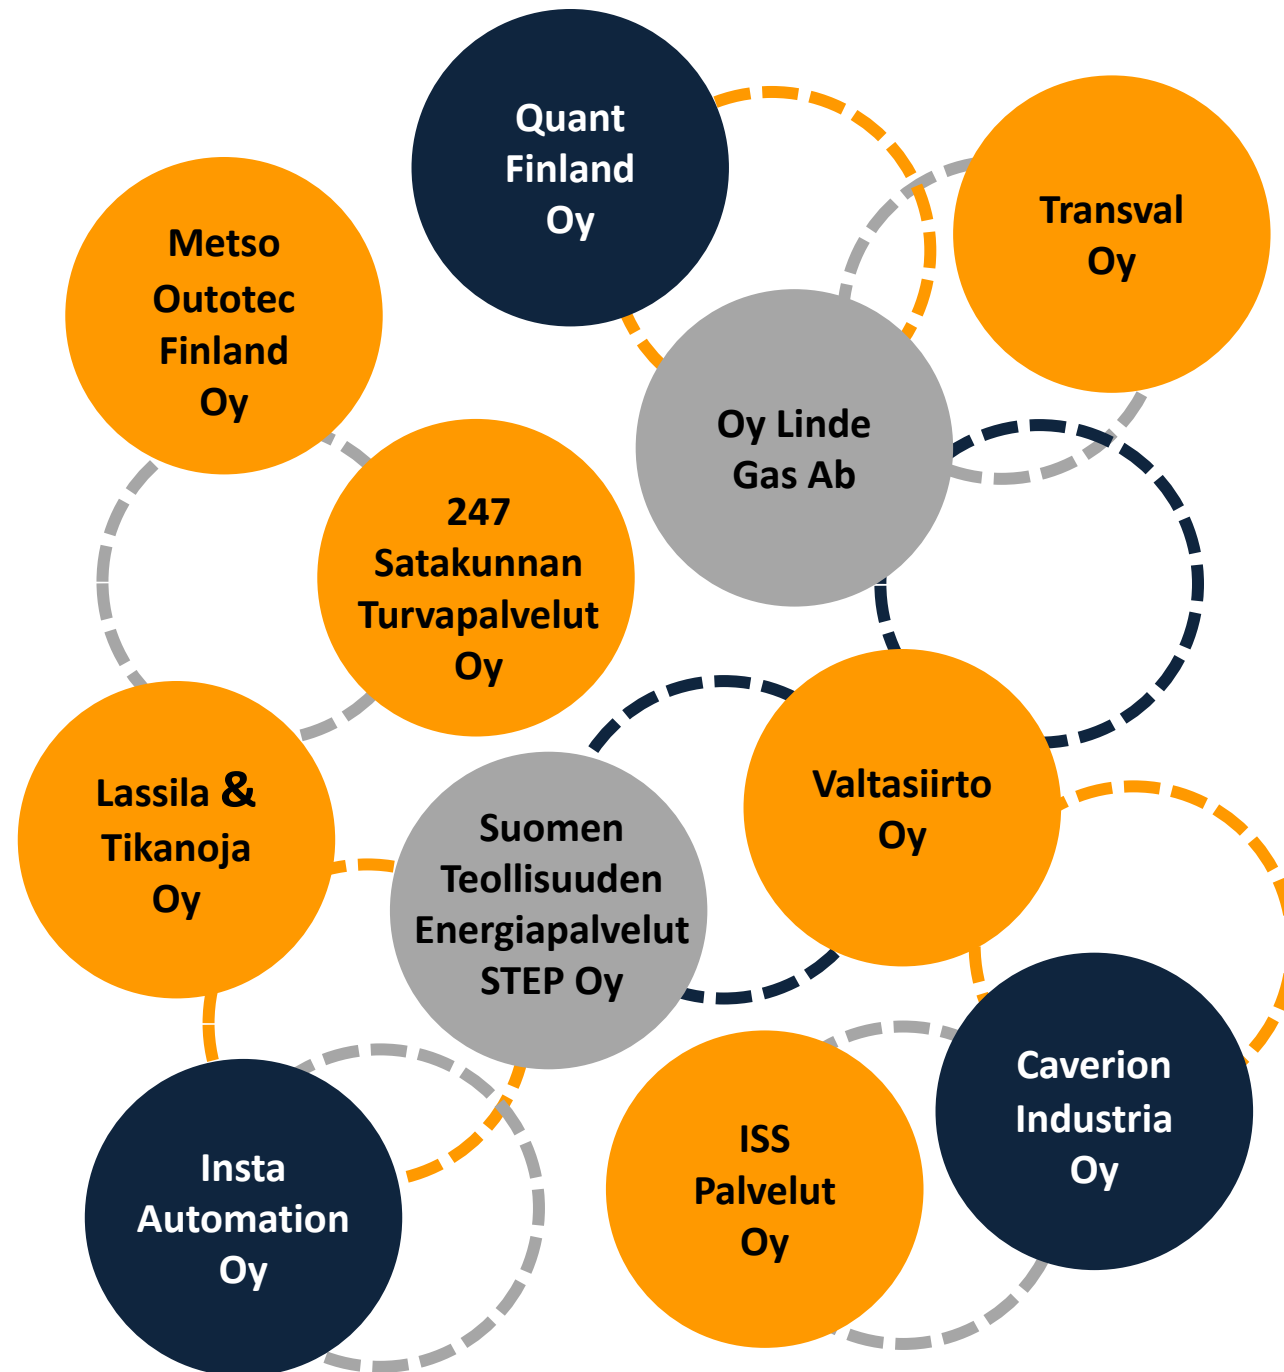 Quant
Finland
Oy
Transval
Oy
Metso
Outotec
Finland
Oy
Oy Linde
Gas Ab
247
Satakunnan
Turvapalvelut
Oy
Lassila &
Tikanoja
Oy
Suomen
Teollisuuden
Energiapalvelut
STEP Oy
Valtasiirto
Oy
Insta
Automation
Oy
ISS
Palvelut
Oy
Caverion
Industria
Oy